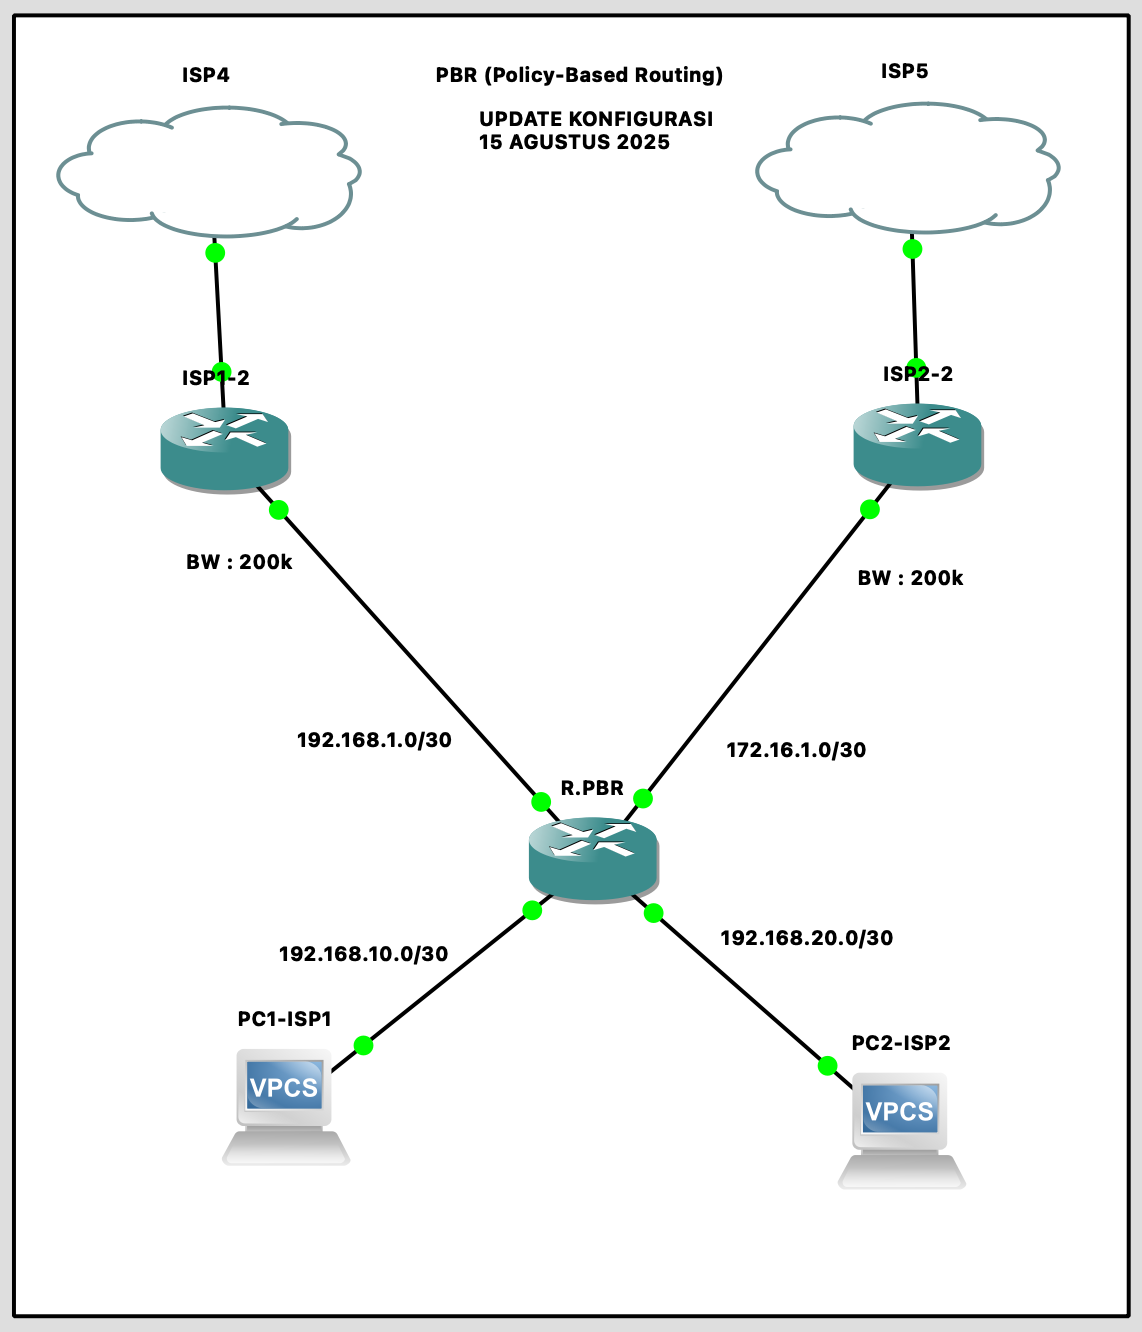 ISP4
PBR (Policy-Based Routing)
ISP5
UPDATE KONFIGURASI
15 AGUSTUS 2025
ISP1-2
ISP2-2
BW : 200k
BW : 200k
192.168.1.0/30
172.16.1.0/30
R.PBR
192.168.10.0/30
192.168.20.0/30
PC1-ISP1
PC2-ISP2
VPCS
VPCS